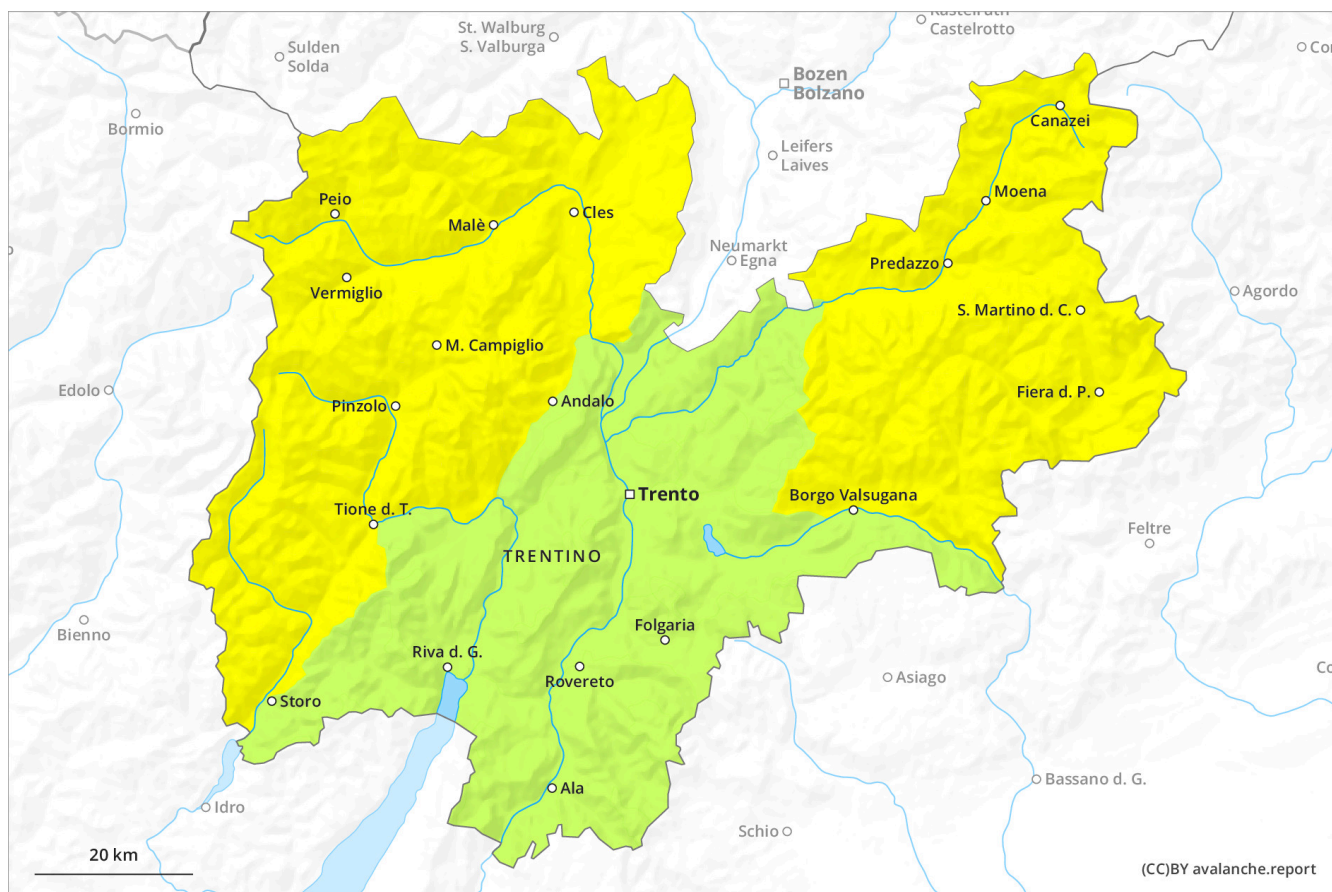 Castelrotto
St. Walburg
S. Valburga
Sulden
Solda
Bozen
Bolzano
Bormio
Canazei
Leifers
Laives
Peio
Malè
Cles
Moena
Neumarkt
Egna
Predazzo
Vermiglio
Agordo
S. Martino d. C.
M. Campiglio
Edolo
Pinzolo
Andalo
Fiera d. P.
Trento
Borgo Valsugana
Tione d. T.
Feltre
TRENTINO
Bienno
Folgaria
Riva d. G.
Rovereto
Asiago
Storo
Bassano d. G.
Ala
Idro
Schio
20 km
(CC)BY avalanche.report